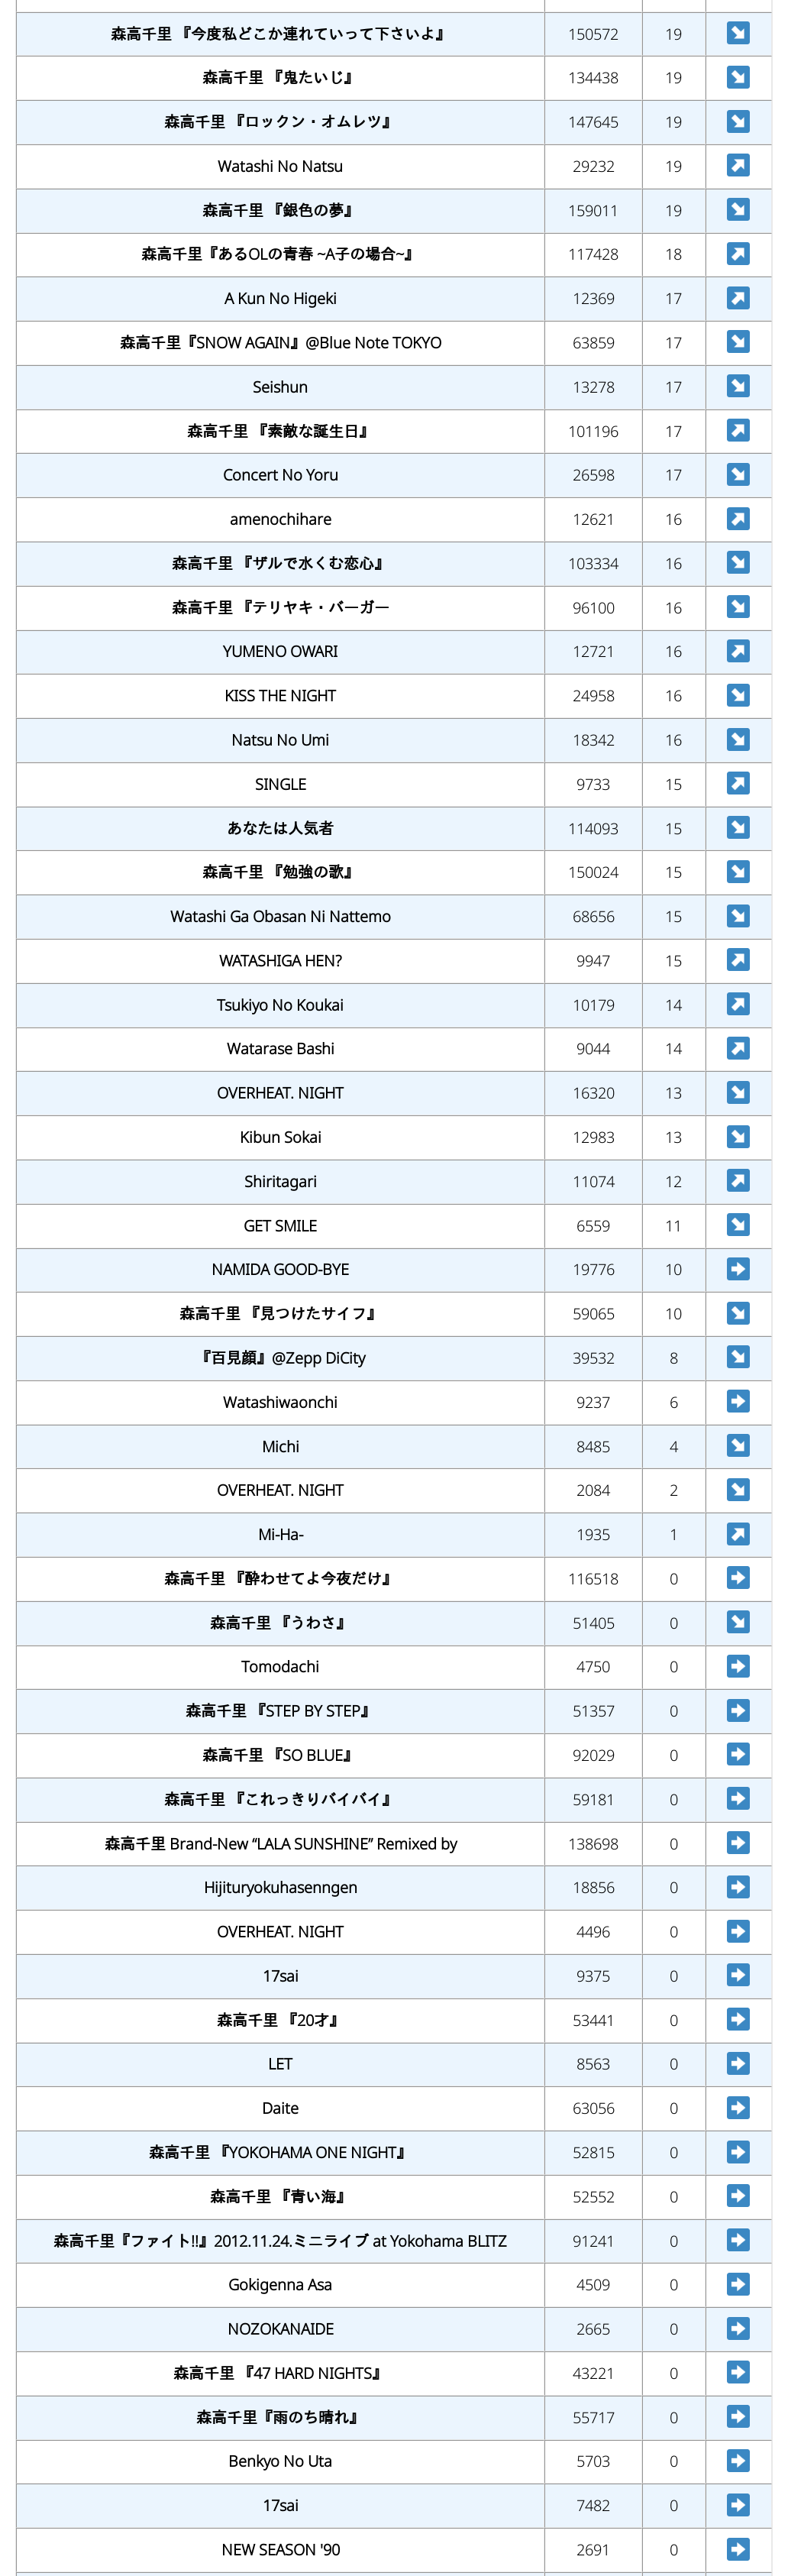 森高千里 『今度私どこか連れていって下さいよ』 150572 19 ↘
森高千里 『鬼たいじ』 134438 19 ↘
森高千里 『ロックン・オムレツ』 147645 19 ↘
Watashi No Natsu 29232 19 ↗
森高千里 『銀色の夢』 159011 19 ↘
森高千里『あるOLの青春 ~A子の場合~』 117428 18 ↗
A Kun No Higeki 12369 17 ↗
森高千里『SNOW AGAIN』@Blue Note TOKYO 63859 17 ↘
Seishun 13278 17 ↘
森高千里 『素敵な誕生日』 101196 17 ↗
Concert No Yoru 26598 17 ↘
amenochihare 12621 16 ↗
森高千里 『ザルで水くむ恋心』 103334 16 ↘
森高千里 『テリヤキ・バーガー 96100 16 ↘
YUMENO OWARI 12721 16 ↗
KISS THE NIGHT 24958 16 ↘
Natsu No Umi 18342 16 ↘
SINGLE 9733 15 ↗
あなたは人気者 114093 15 ↘
森高千里 『勉強の歌』 150024 15 ↘
Watashi Ga Obasan Ni Nattemo 68656 15 ↘
WATASHIGA HEN? 9947 15 ↗
Tsukiyo No Koukai 10179 14 ↗
Watarase Bashi 9044 14 ↗
OVERHEAT. NIGHT 16320 13 ↘
Kibun Sokai 12983 13 ↘
Shiritagari 11074 12 ↗
GET SMILE 6559 11 ↘
NAMIDA GOOD-BYE 19776 10 ➡
森高千里 『見つけたサイフ』 59065 10 ↘
『百見顔』@Zepp DiCity 39532 8 ↘
Watashiwaonchi 9237 6 ➡
Michi 8485 4 ↘
OVERHEAT. NIGHT 2084 2 ↘
Mi-Ha- 1935 1 ↗
森高千里 『酔わせてよ今夜だけ』 116518 0 ➡
森高千里 『うわさ』 51405 0 ↘
Tomodachi 4750 0 ➡
森高千里 『STEP BY STEP』 51357 0 ➡
森高千里 『SO BLUE』 92029 0 ➡
森高千里 『これっきりバイバイ』 59181 0 ➡
森高千里 Brand-New “LALA SUNSHINE” Remixed by 138698 0 ➡
Hijituryokuhasenngen 18856 0 ➡
OVERHEAT. NIGHT 4496 0 ➡
17sai 9375 0 ➡
森高千里 『20才』 53441 0 ➡
LET 8563 0 ➡
Daite 63056 0 ➡
森高千里 『YOKOHAMA ONE NIGHT』 52815 0 ➡
森高千里 『青い海』 52552 0 ➡
森高千里『ファイト!!』2012.11.24.ミニライブ at Yokohama BLITZ 91241 0 ➡
Gokigenna Asa 4509 0 ➡
NOZOKANAIDE 2665 0 ➡
森高千里 『47 HARD NIGHTS』 43221 0 ➡
森高千里『雨のち晴れ』 55717 0 ➡
Benkyo No Uta 5703 0 ➡
17sai 7482 0 ➡
NEW SEASON '90 2691 0 ➡